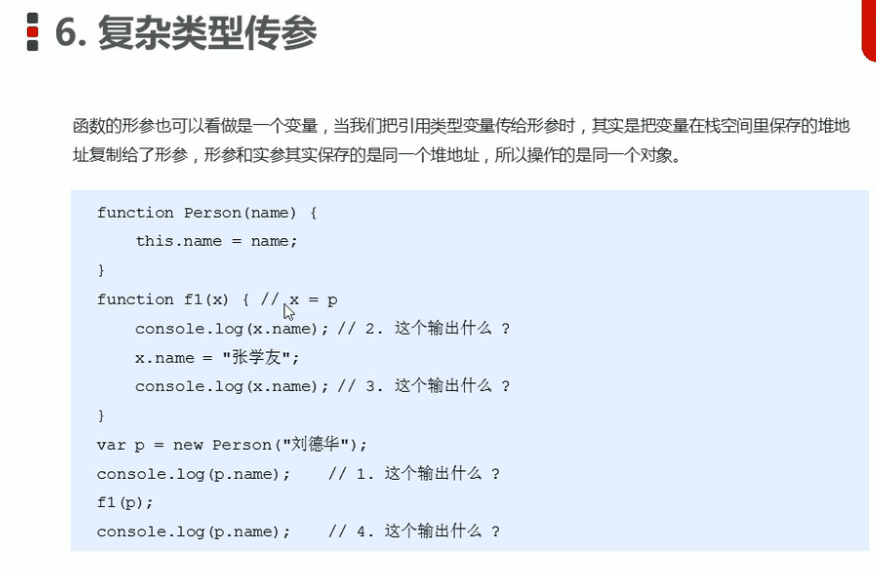 6. 复杂类型传参
函数的形参也可以看做是一个变量，当我们把引用类型变量传给形参时，其实是把变量在栈空间里保存的堆地
址复制给了形参，形参和实参其实保存的是同一个堆地址，所以操作的是同一个对象。
function Person(name) {
    this.name = name;
}
function f1(x) { // x = p
    console.log(x.name); // 2. 这个输出什么 ?
    x.name = "张学友";
    console.log(x.name); // 3. 这个输出什么 ?
}
var p = new Person("刘德华");
console.log(p.name);    // 1. 这个输出什么 ?
f1(p);
console.log(p.name);    // 4. 这个输出什么 ?